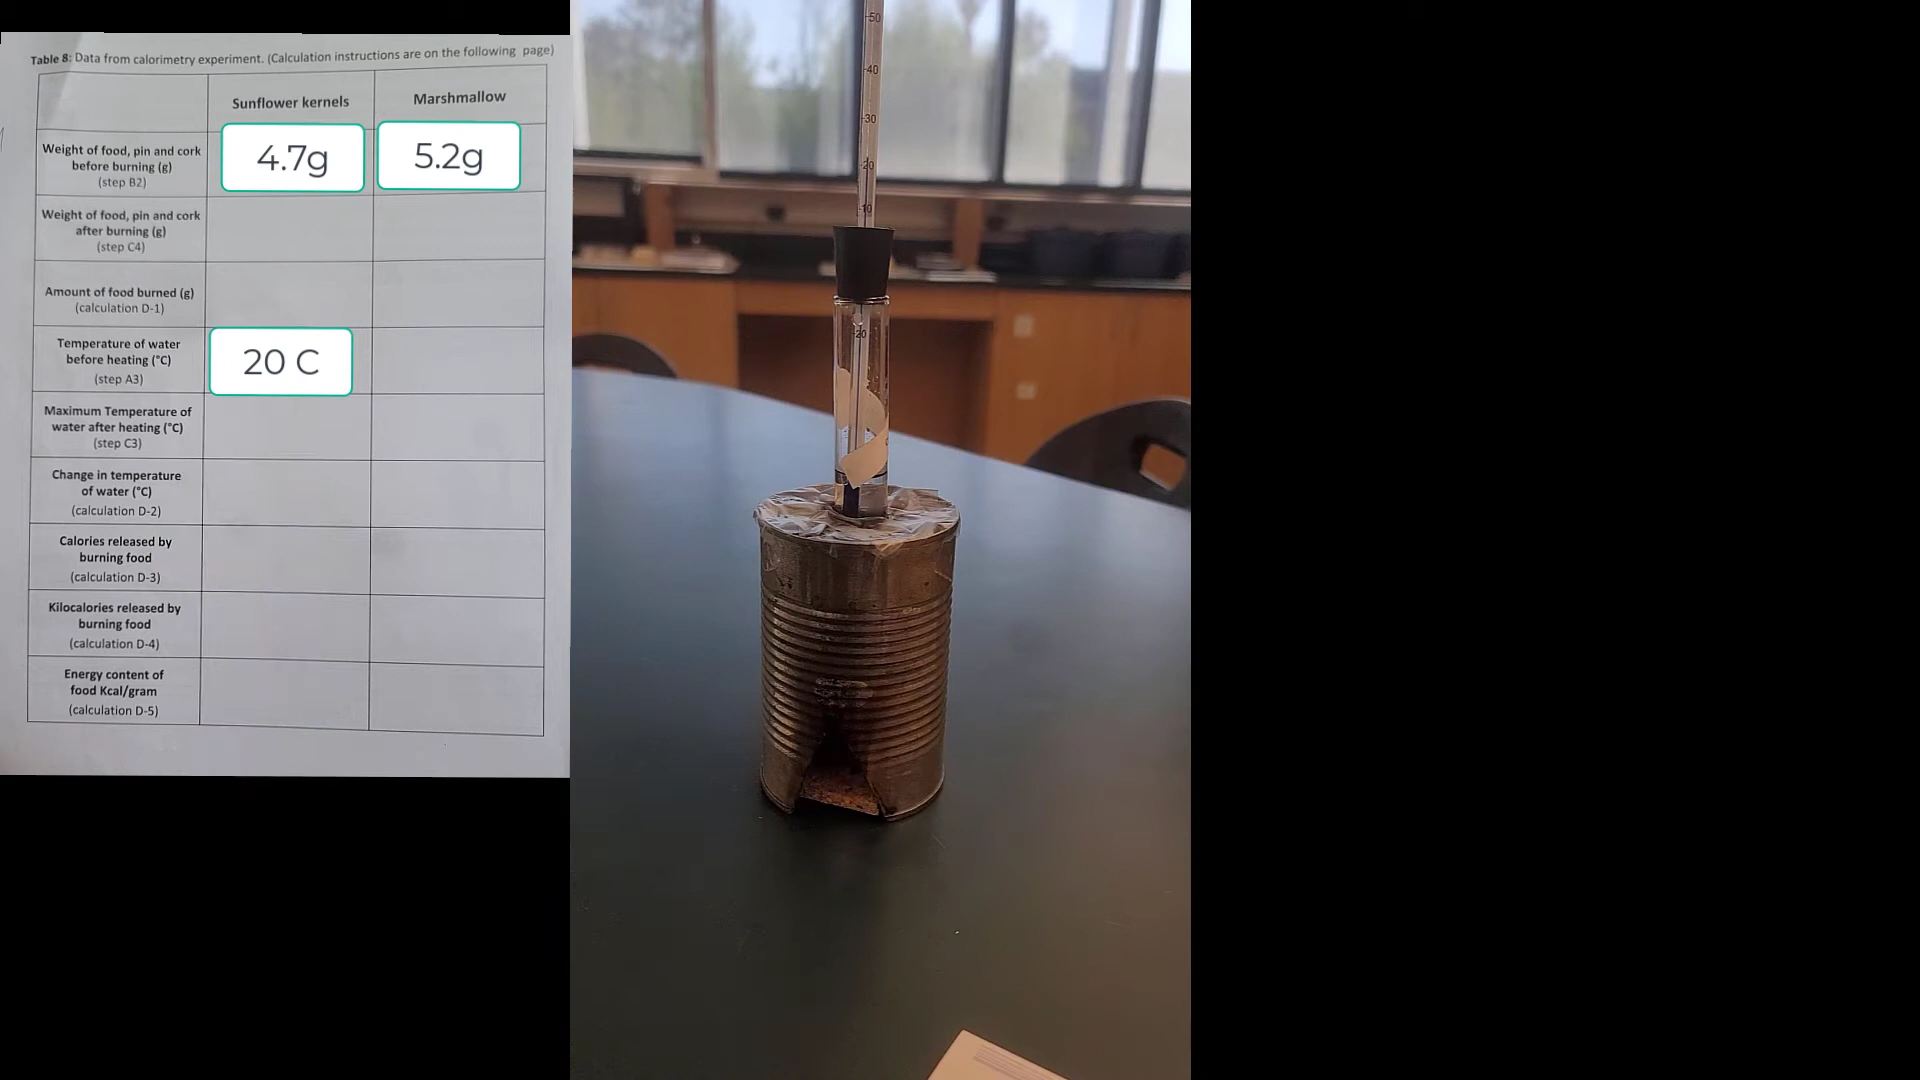 Table 8: Data from calorimetry experiment. (Calculation instructions are on the following page)
Sunflower kernels
Marshmallow
Weight of food, pin and cork
before burning (g)
(step B2)
4.7g
5.2g
Weight of food, pin and cork
after burning (g)
(step C4)
Amount of food burned (g)
(calculation D-1)
Temperature of water
before heating (°C)
(step A3)
20 C
Maximum Temperature of
water after heating (°C)
(step C3)
Change in temperature
of water (°C)
(calculation D-2)
Calories released by
burning food
(calculation D-3)
Kilocalories released by
burning food
(calculation D-4)
Energy content of
food Kcal/gram
(calculation D-5)
50
40
30
20
10
20